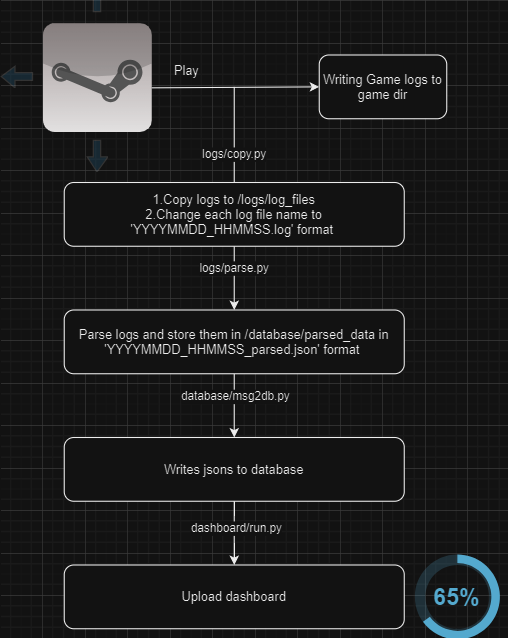 Play
Writing Game logs to
game dir
logs/copy.py
1.Copy logs to /logs/log_files
2.Change each log file name to
'YYYYMMDD_HHMMSS.log' format
logs/parse.py
Parse logs and store them in /database/parsed_data in
'YYYYMMDD_HHMMSS_parsed.json' format
database/msg2db.py
Writes jsons to database
dashboard/run.py
Upload dashboard
65%